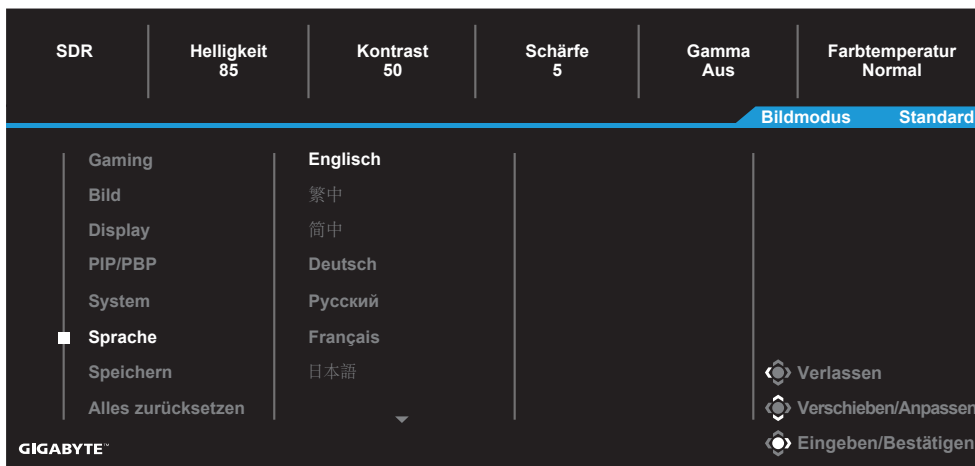 SDR
Helligkeit
85
Kontrast
50
Schärfe
5
Gamma
Aus
Farbtemperatur
Normal
Bildmodus Standard
Gaming
Bild
Display
PIP/PBP
System
Sprache
Speichern
Alles zurücksetzen
Englisch
繁中
简中
Deutsch
Русский
Français
日本語
Verlassen
Verschieben/Anpassen
Eingeben/Bestätigen
GIGABYTE™